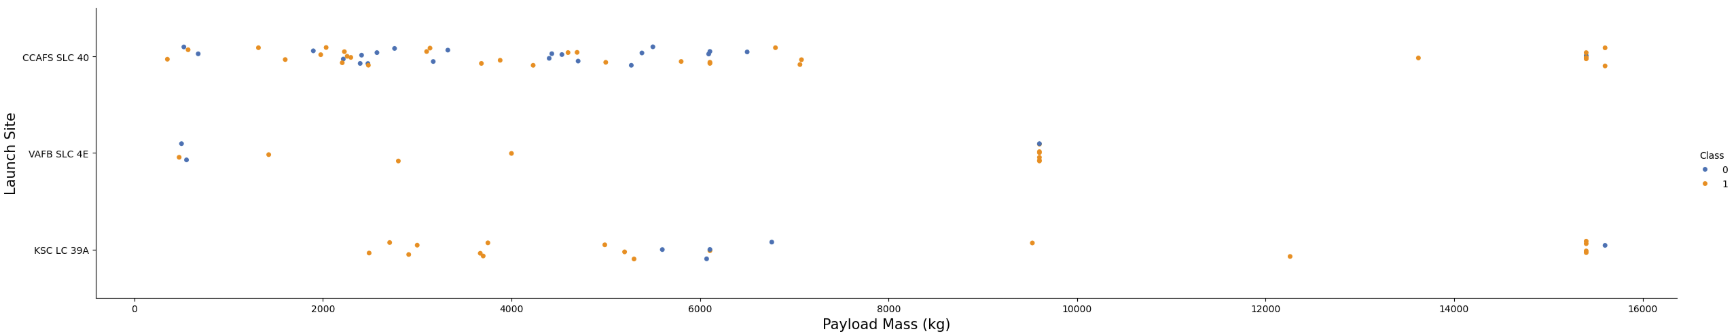 CCAFS SLC 40
VAFB SLC 4E
KSC LC 39A
Launch Site
0 2000 4000 6000 8000 10000 12000 14000 16000
Payload Mass (kg)
Class
0
1